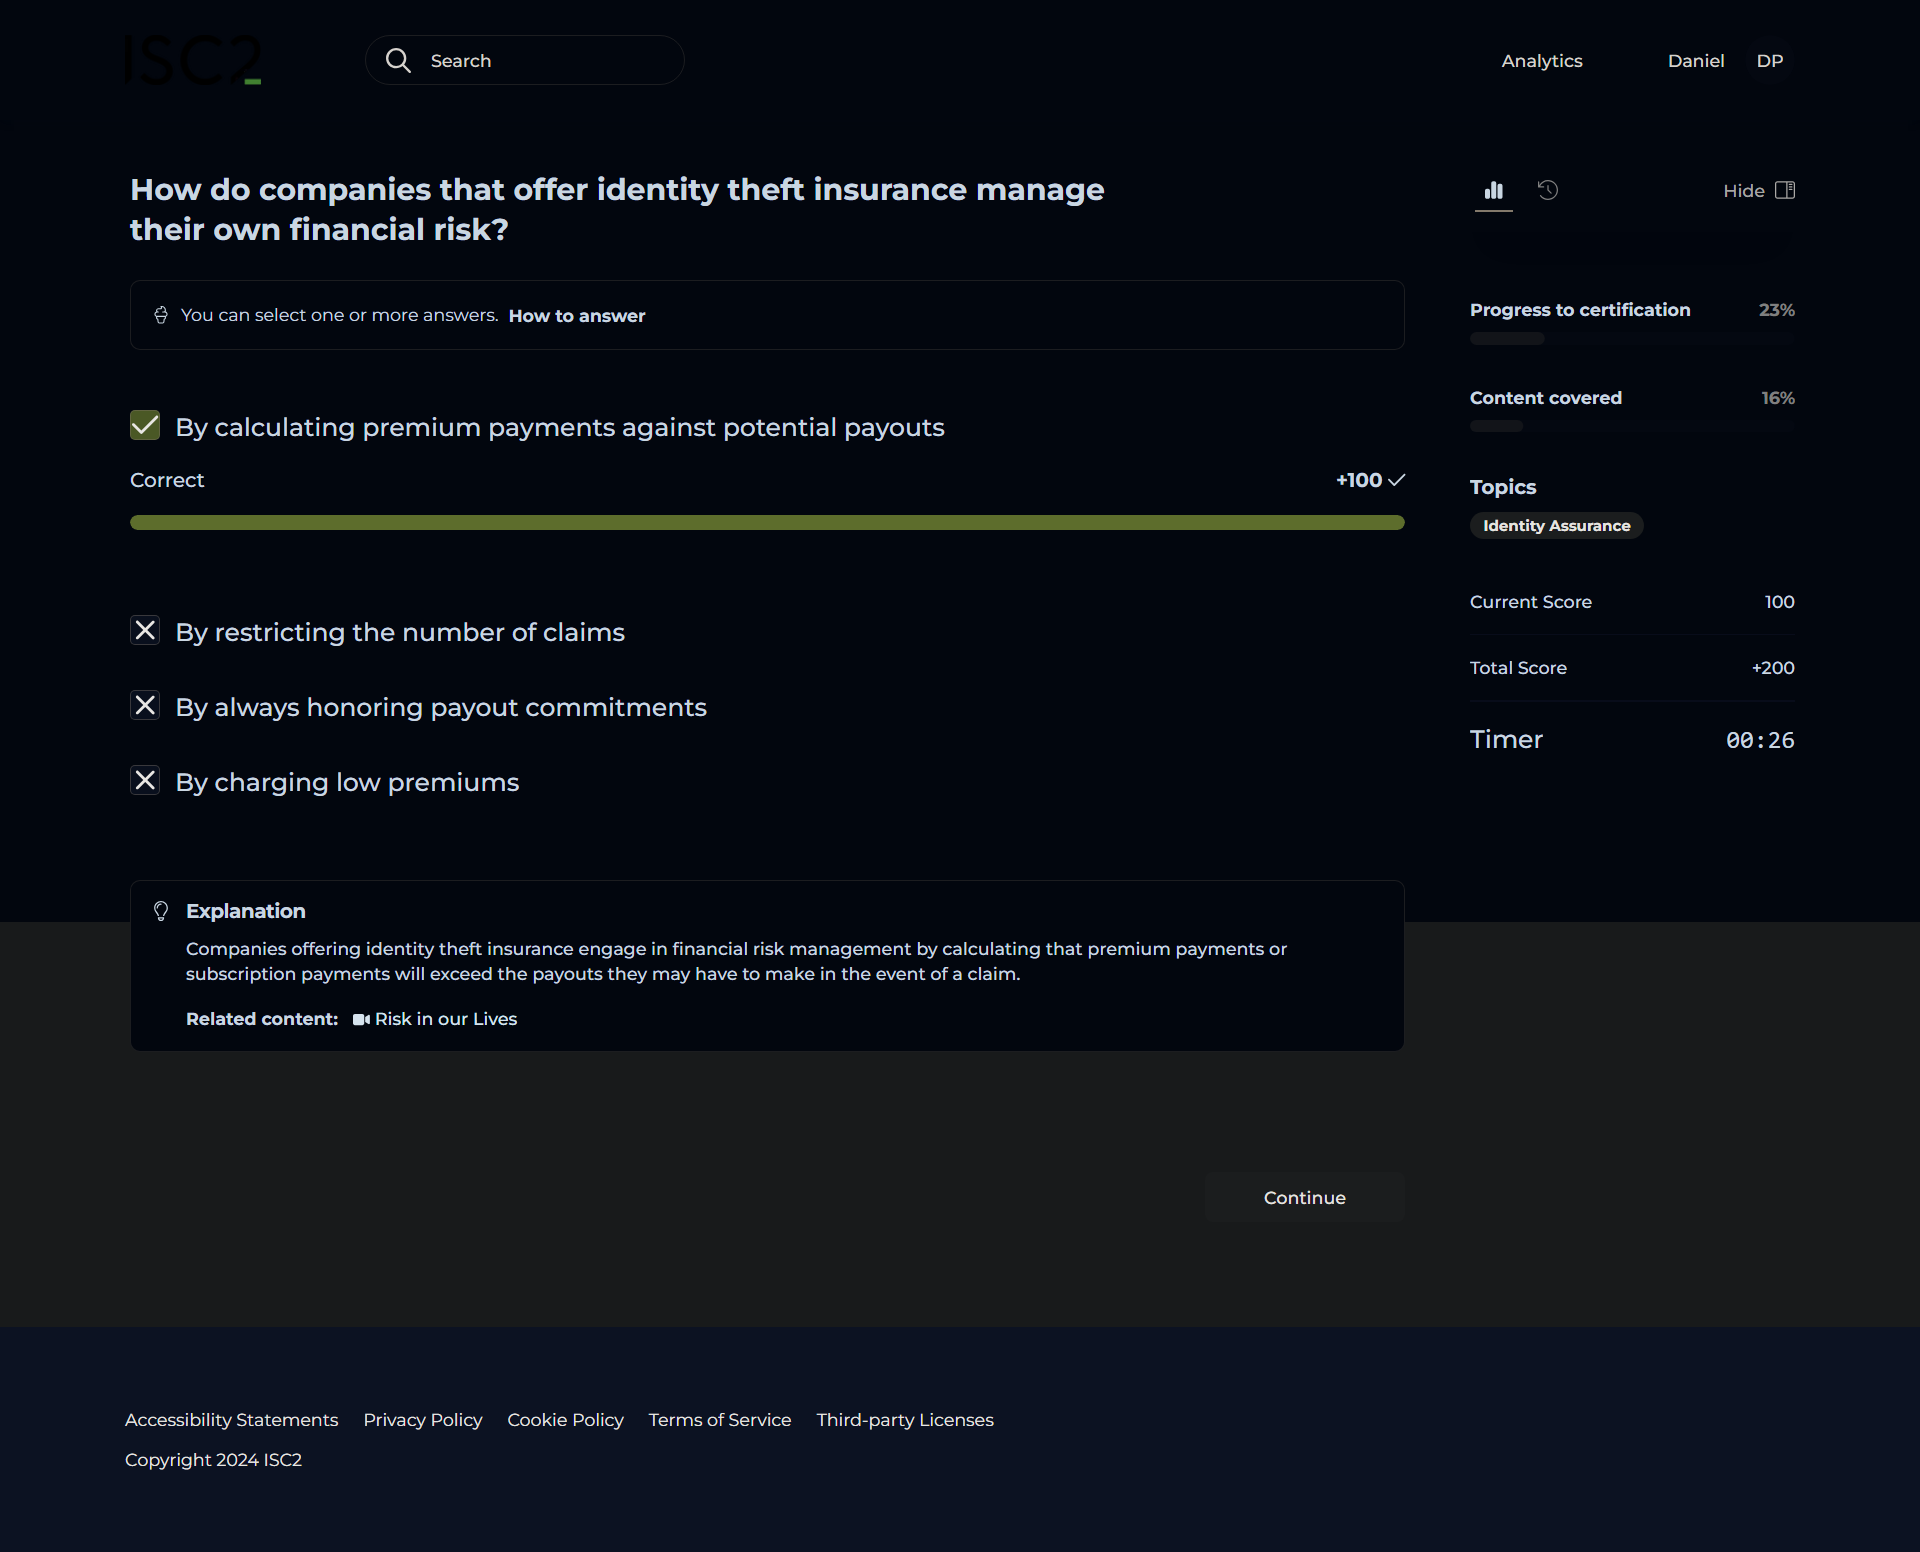 ISC2
Search
Analytics
Daniel
DP
How do companies that offer identity theft insurance manage
their own financial risk?
You can select one or more answers. How to answer
By calculating premium payments against potential payouts
Correct
+100
By restricting the number of claims
By always honoring payout commitments
By charging low premiums
Explanation
Companies offering identity theft insurance engage in financial risk management by calculating that premium payments or
subscription payments will exceed the payouts they may have to make in the event of a claim.
Related content: Risk in our Lives
Continue
Hide
Progress to certification 23%
Content covered 16%
Topics
Identity Assurance
Current Score 100
Total Score +200
Timer 00:26
Accessibility Statements Privacy Policy Cookie Policy Terms of Service Third-party Licenses
Copyright 2024 ISC2